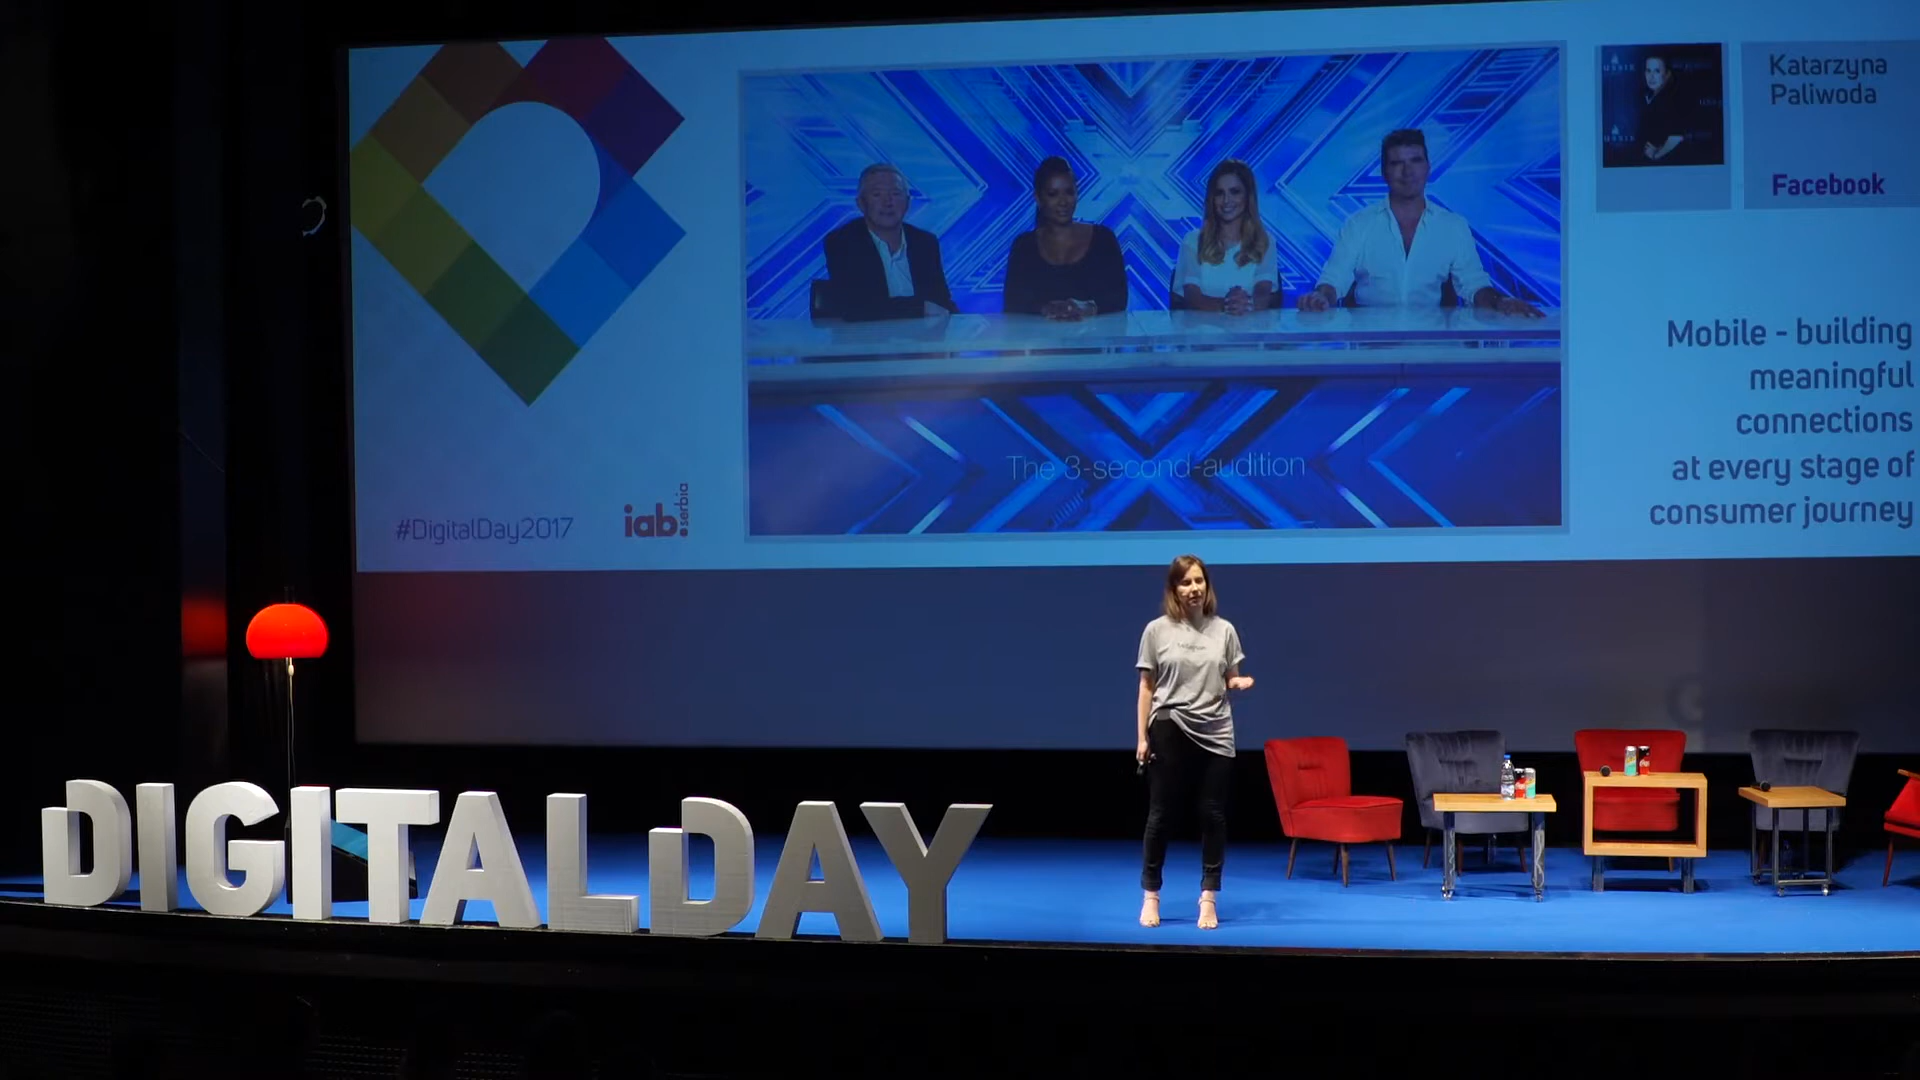 Katarzyna
Paliwoda
Facebook
Mobile - building
meaningful
connections
at every stage of
consumer journey
The 3-second-audition
#DigitalDay2017
iab.
serbia
DIGITAL DAY